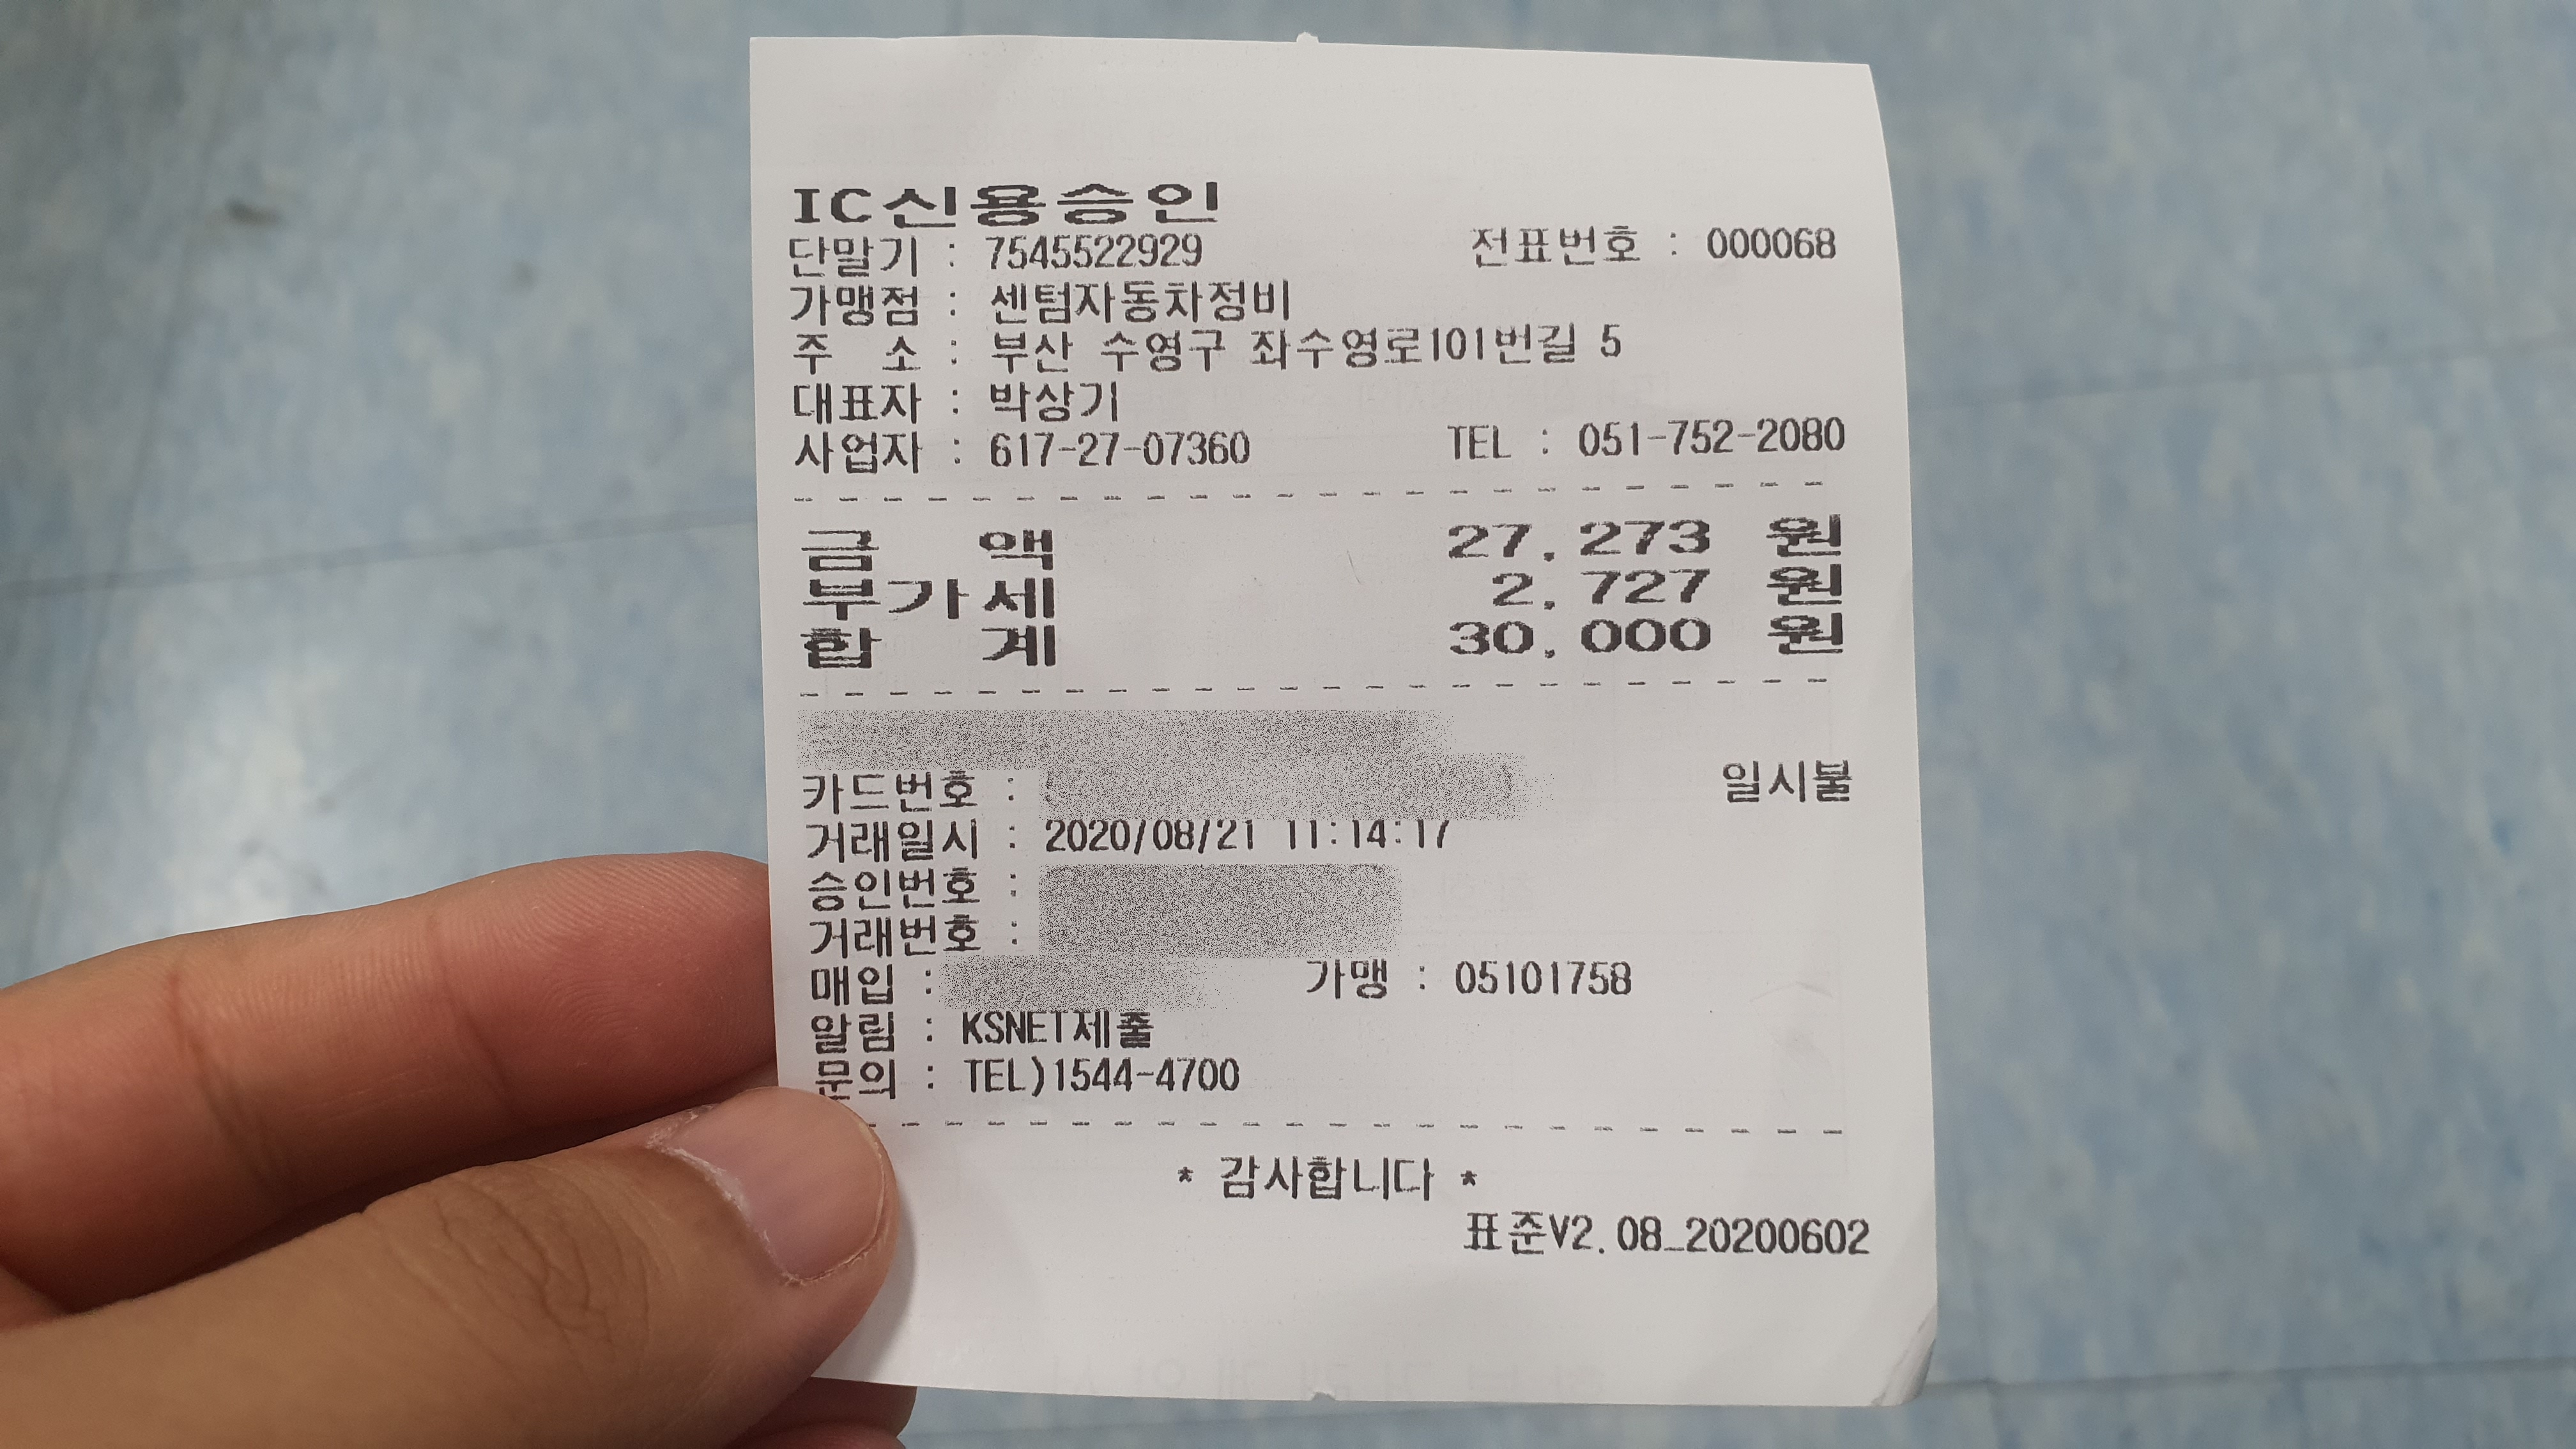 IC신용승인
단말기 : 7545522929 전표번호 : 000068
가맹점 : 센텀자동차정비
주 소 : 부산 수영구 좌수영로101번길 5
대표자 : 박상기
사업자 : 617-27-07360 TEL : 051-752-2080
금 액 27,273 원
부가세 2,727 원
합 계 30,000 원
카드번호 : 일시불
거래일시 : 2020/08/21 11:14:17
승인번호 :
거래번호 :
매입 : 가맹 : 05101758
알림 : KSNET제출
문의 : TEL)1544-4700
* 감사합니다 *
표준V2.08_20200602